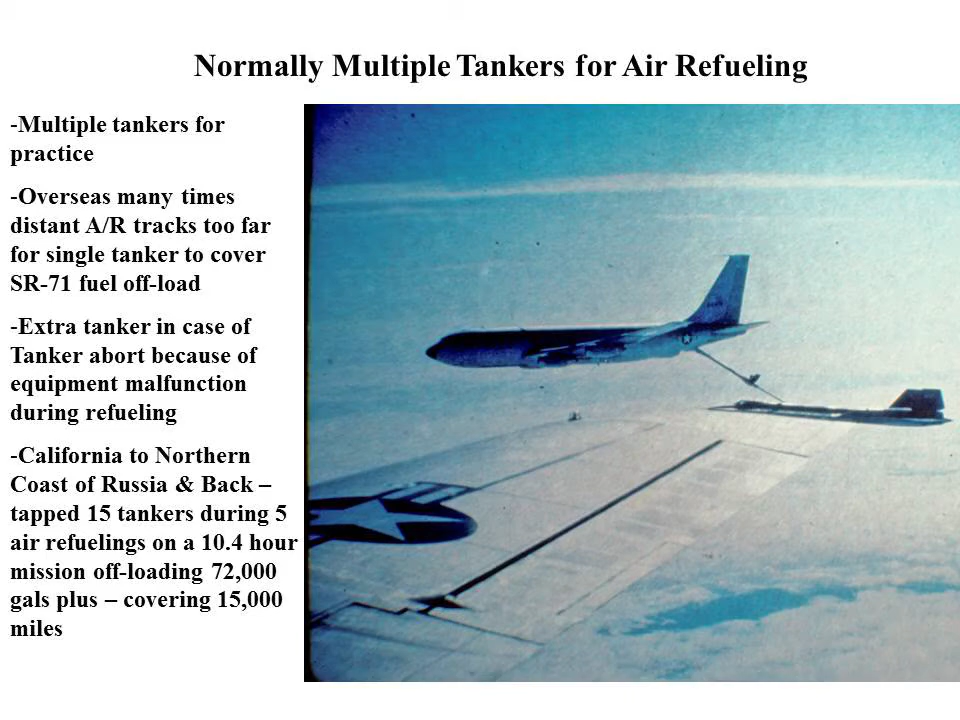 Normally Multiple Tankers for Air Refueling
-Multiple tankers for
practice
-Overseas many times
distant A/R tracks too far
for single tanker to cover
SR-71 fuel off-load
-Extra tanker in case of
Tanker abort because of
equipment malfunction
during refueling
-California to Northern
Coast of Russia & Back –
tapped 15 tankers during 5
air refuelings on a 10.4 hour
mission off-loading 72,000
gals plus – covering 15,000
miles